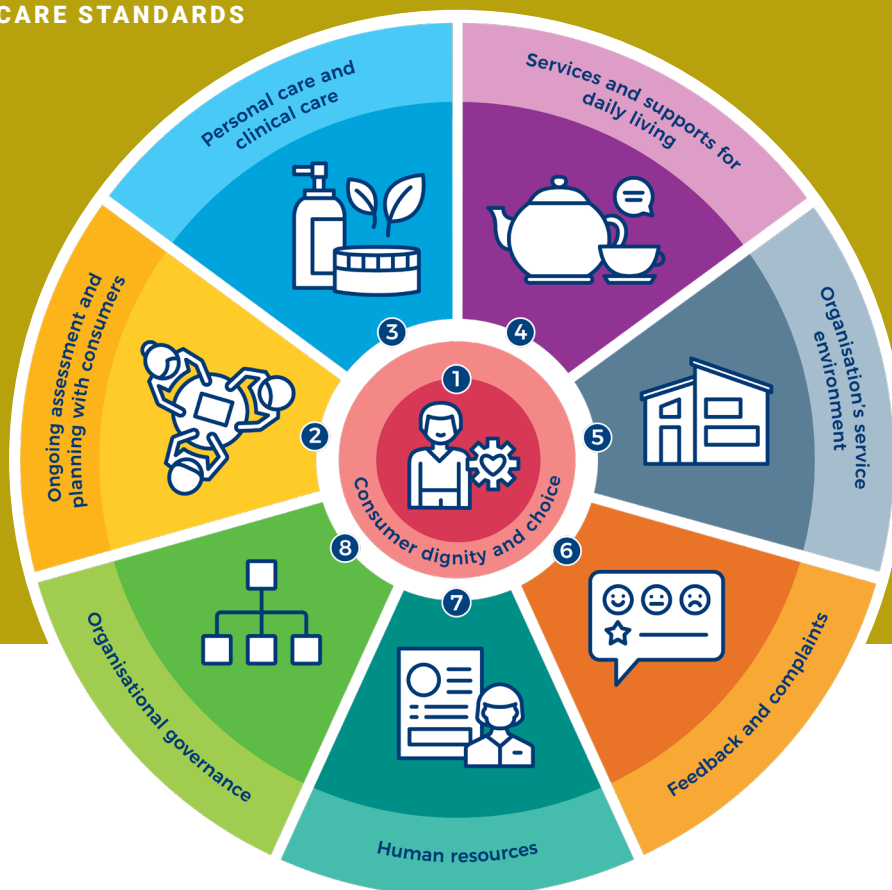 CARE STANDARDS
1
Consumer dignity and choice
2
Ongoing assessment and
planning with consumers
3
Personal care and
clinical care
4
Services and supports for
daily living
5
Organisation's service
environment
6
Feedback and complaints
7
Human resources
8
Organisational governance